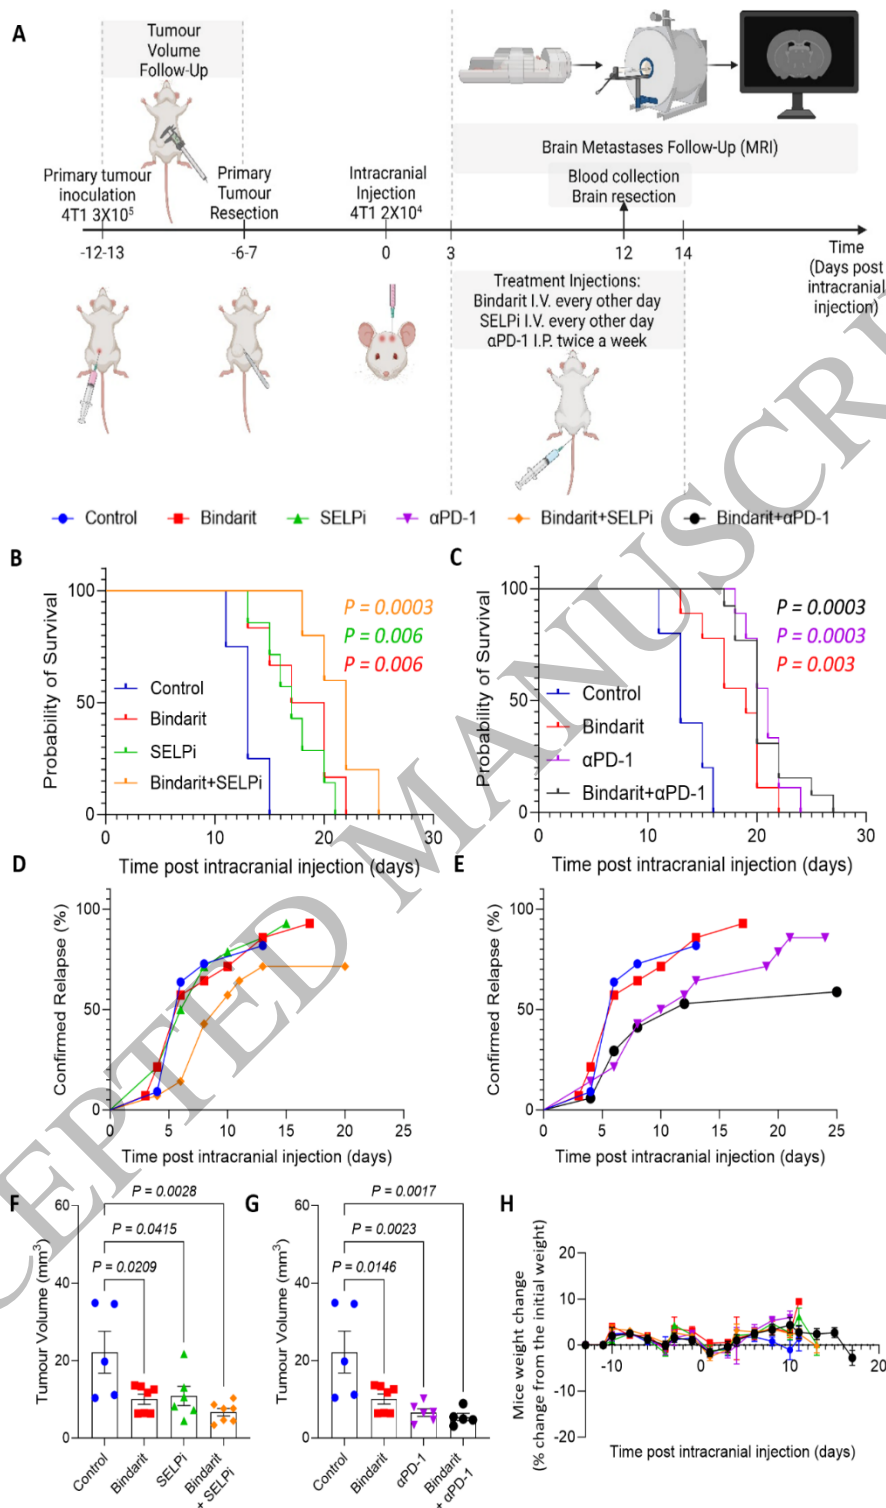 A
Tumour
Volume
Follow-Up
Primary tumour
inoculation
4T1 3X10⁵
Primary
Tumour
Resection
Intracranial
Injection
4T1 2X10⁴
Brain Metastases Follow-Up (MRI)
Blood collection
Brain resection
-12-13
-6-7
0
3
12
14
Time
(Days post
intracranial
injection)
Treatment Injections:
Bindarit I.V. every other day
SELPi I.V. every other day
αPD-1 I.P. twice a week
Control
Bindarit
SELPi
αPD-1
Bindarit+SELPi
Bindarit+αPD-1
B
Probability of Survival
100
50
0
P = 0.0003
P = 0.006
P = 0.006
Control
Bindarit
SELPi
Bindarit+SELPi
0 10 20 30
Time post intracranial injection (days)
C
Probability of Survival
100
50
0
P = 0.0003
P = 0.0003
P = 0.003
Control
Bindarit
αPD-1
Bindarit+αPD-1
0 10 20 30
Time post intracranial injection (days)
D
Confirmed Relapse (%)
100
50
0
0 5 10 15 20 25
Time post intracranial injection (days)
E
Confirmed Relapse (%)
100
50
0
0 5 10 15 20 25
Time post intracranial injection (days)
F
Tumour Volume (mm³)
60
40
20
0
P = 0.0028
P = 0.0415
P = 0.0209
Control
Bindarit
SELPi
Bindarit
+ SELPi
G
Tumour Volume (mm³)
60
40
20
0
P = 0.0017
P = 0.0023
P = 0.0146
Control
Bindarit
αPD-1
Bindarit
+ αPD-1
H
Mice weight change
(% change from the initial weight)
20
10
0
-10
-20
-10 0 10 20
Time post intracranial injection (days)
CEPTED MANUSCRI